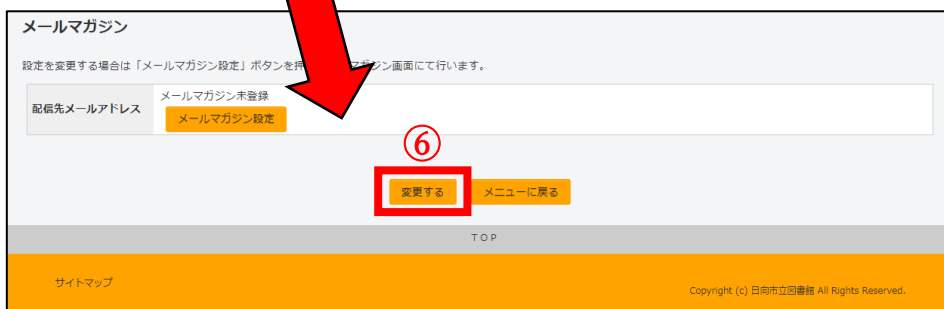 メールマガジン
設定を変更する場合は「メールマガジン設定」ボタンを押 マガジン画面にて行います。
配信先メールアドレス
メールマガジン未登録
メールマガジン設定
⑥
変更する
メニューに戻る
TOP
サイトマップ
Copyright (c) 日向市立図書館 All Rights Reserved.